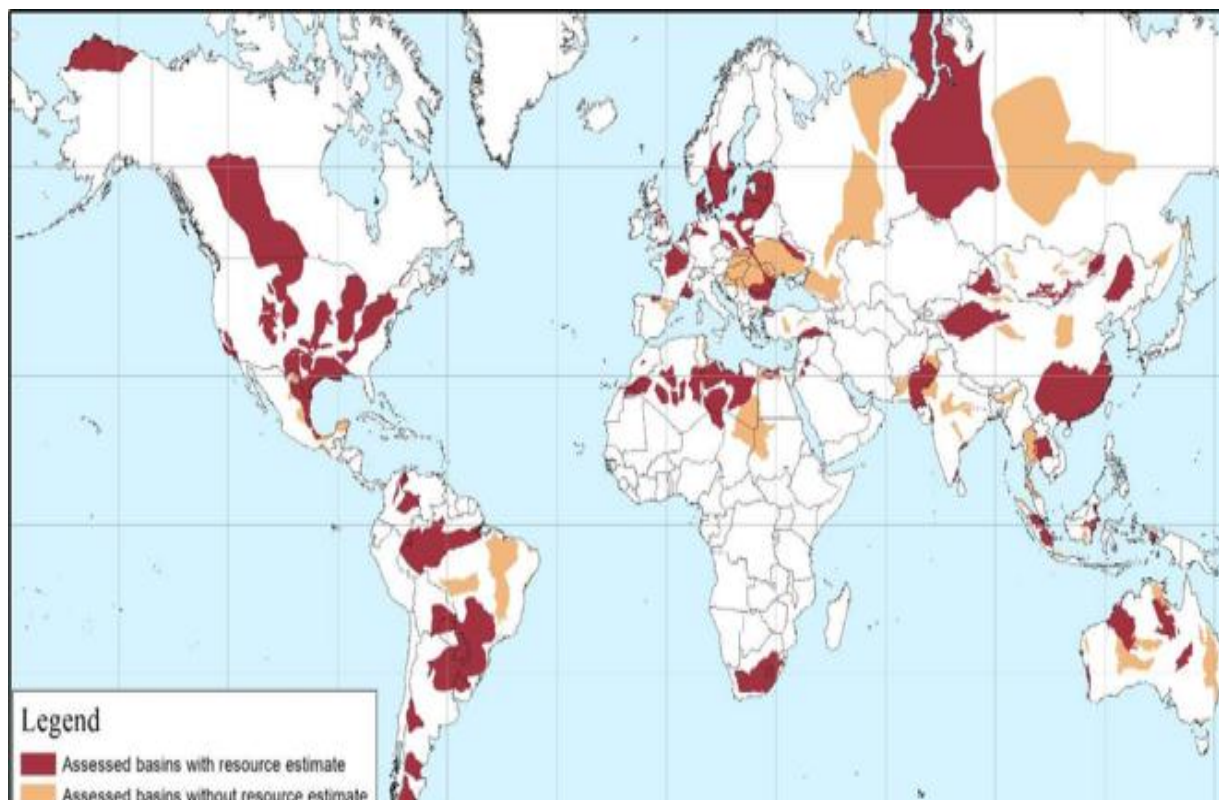 Legend
Assessed basins with resource estimate
Assessed basins without resource estimate